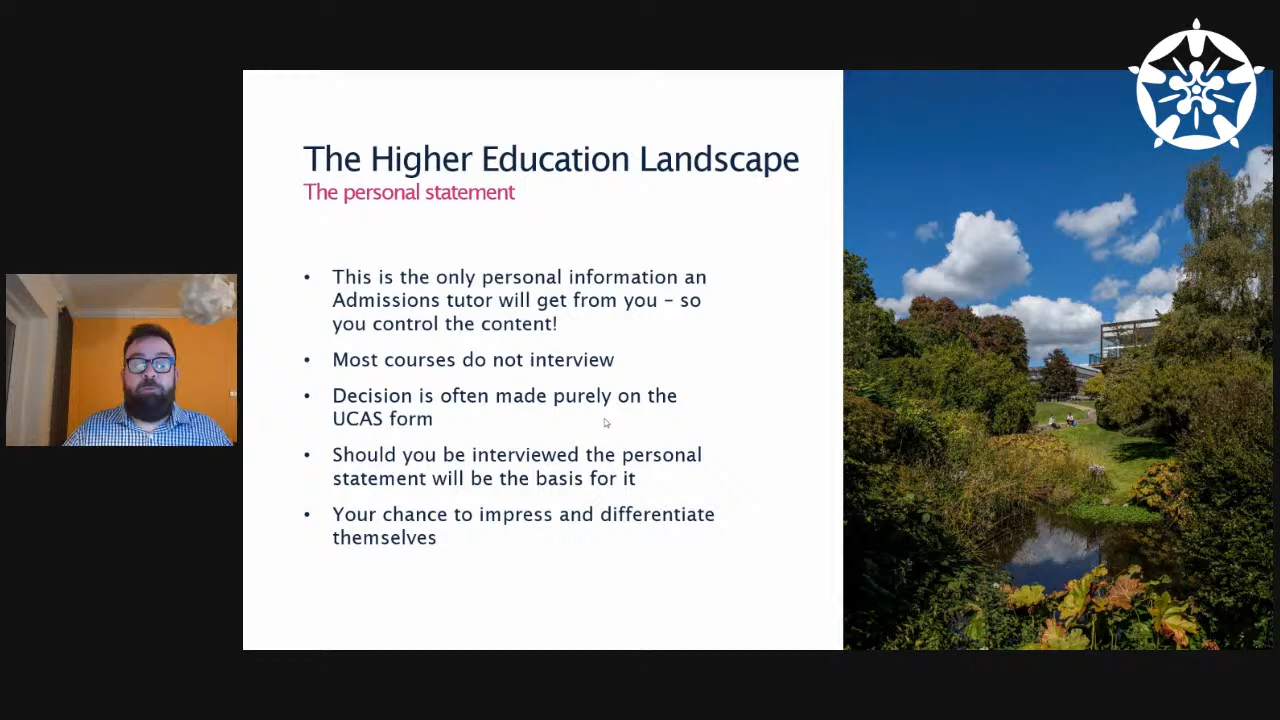 The Higher Education Landscape
The personal statement
• This is the only personal information an
Admissions tutor will get from you – so
you control the content!
• Most courses do not interview
• Decision is often made purely on the
UCAS form
• Should you be interviewed the personal
statement will be the basis for it
• Your chance to impress and differentiate
themselves